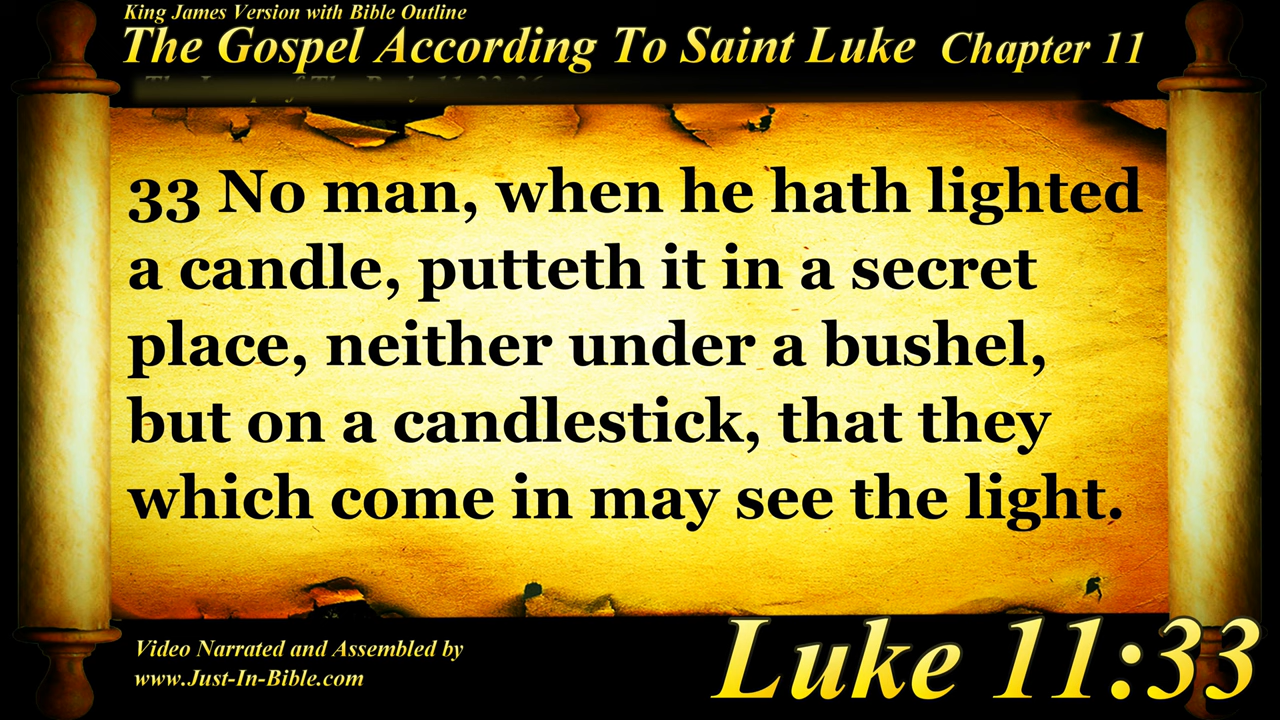 King James Version with Bible Outline
The Gospel According To Saint Luke Chapter 11
33 No man, when he hath lighted
a candle, putteth it in a secret
place, neither under a bushel,
but on a candlestick, that they
which come in may see the light.
Video Narrated and Assembled by
www.Just-In-Bible.com
Luke 11:33